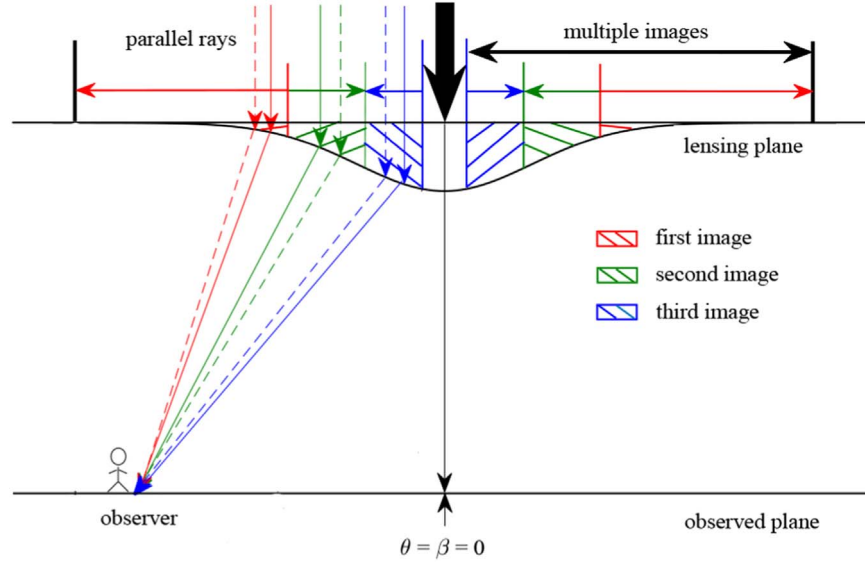 parallel rays
multiple images
lensing plane
first image
second image
third image
observer
observed plane
θ = β = 0